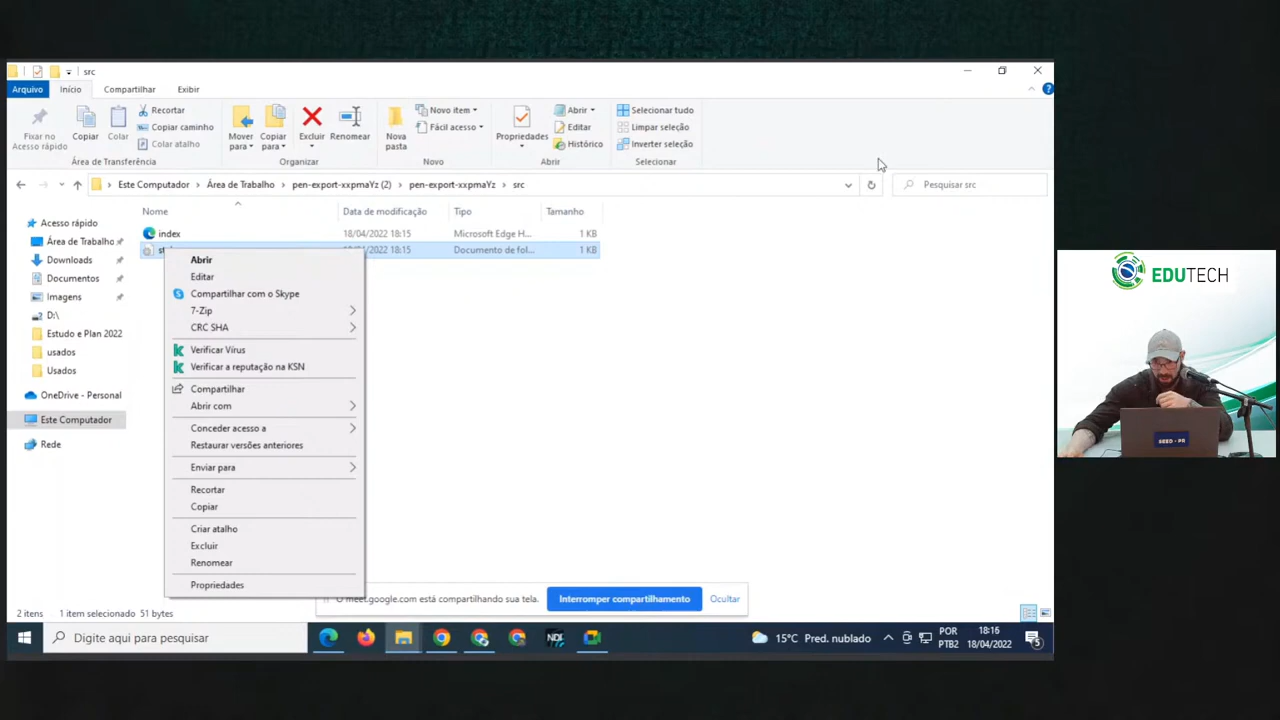 src
Arquivo Início Compartilhar Exibir
Fixar no Acesso rápido
Copiar
Colar
Recortar
Copiar caminho
Colar atalho
Mover para
Copiar para
Excluir
Renomear
Nova pasta
Novo item
Fácil acesso
Propriedades
Abrir
Editar
Histórico
Selecionar tudo
Limpar seleção
Inverter seleção
Área de Transferência
Organizar
Novo
Abrir
Selecionar
Este Computador > Área de Trabalho > pen-export-xxpmaYz (2) > pen-export-xxpmaYz > src
Pesquisar src
Nome Data de modificação Tipo Tamanho
index 18/04/2022 18:15 Microsoft Edge H... 1 KB
2022 18:15 Documento de fol... 1 KB
Acesso rápido
Área de Trabalho
Downloads
Documentos
Imagens
D:\
Estudo e Plan 2022
usados
Usados
OneDrive - Personal
Este Computador
Rede
Abrir
Editar
Compartilhar com o Skype
7-Zip
CRC SHA
Verificar Vírus
Verificar a reputação na KSN
Compartilhar
Abrir com
Conceder acesso a
Restaurar versões anteriores
Enviar para
Recortar
Copiar
Criar atalho
Excluir
Renomear
Propriedades
O meet.google.com está compartilhando sua tela.
Interromper compartilhamento
Ocultar
2 itens 1 item selecionado 51 bytes
Digite aqui para pesquisar
NDI
15°C Pred. nublado
POR
PTB2
18:16
18/04/2022
5
EDUTECH
SEED - PR